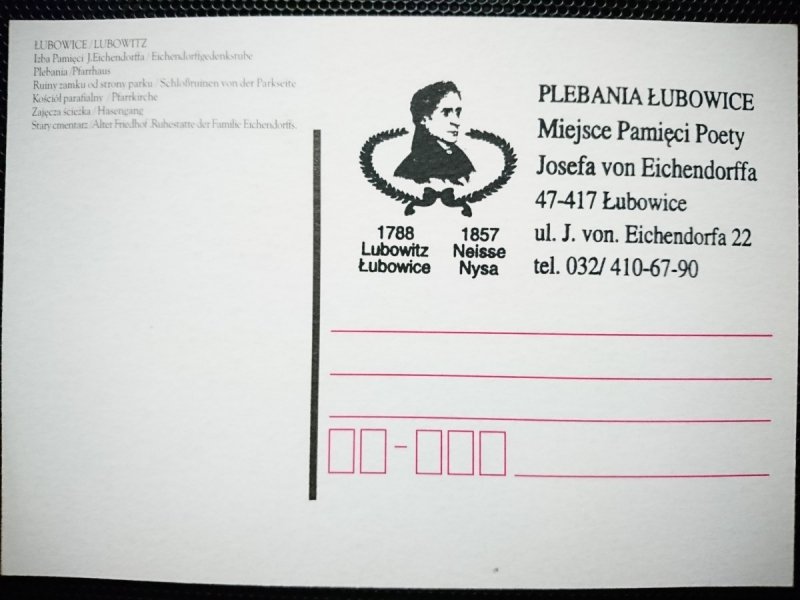 ŁUBOWICE/LUBOWITZ
Izba Pamięci J.Eichendorffa / Eichendorffgedenkstube
Plebania /Pfarrhaus
Ruiny zamku od strony parku / Schloßruinen von der Parkseite
Kościół parafialny / Pfarrkirche
Zajęcza ścieżka / Hasengang
Stary cmentarz /Alter Friedhof .Ruhestatte der Familie Eichendorffs.
PLEBANIA ŁUBOWICE
Miejsce Pamięci Poety
Josefa von Eichendorffa
47-417 Łubowice
ul. J. von. Eichendorfa 22
tel. 032/ 410-67-90
1788
Lubowitz
Łubowice
1857
Neisse
Nysa